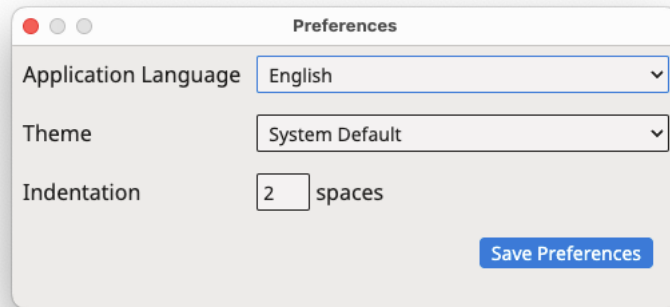 Preferences
Application Language English
Theme System Default
Indentation 2 spaces
Save Preferences